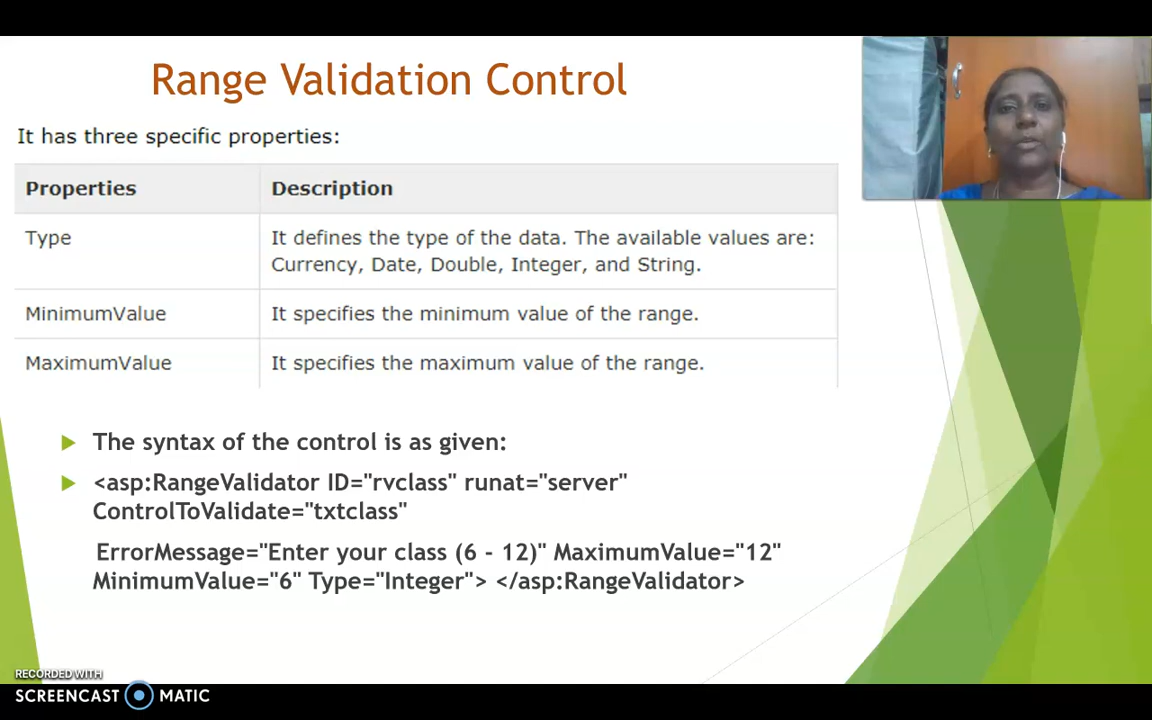 Range Validation Control
It has three specific properties:
Properties Description
Type It defines the type of the data. The available values are:
Currency, Date, Double, Integer, and String.
MinimumValue It specifies the minimum value of the range.
MaximumValue It specifies the maximum value of the range.
The syntax of the control is as given:
<asp:RangeValidator ID="rvclass" runat="server"
ControlToValidate="txtclass"
ErrorMessage="Enter your class (6 - 12)" MaximumValue="12"
MinimumValue="6" Type="Integer"> </asp:RangeValidator>
RECORDED WITH
SCREENCAST MATIC